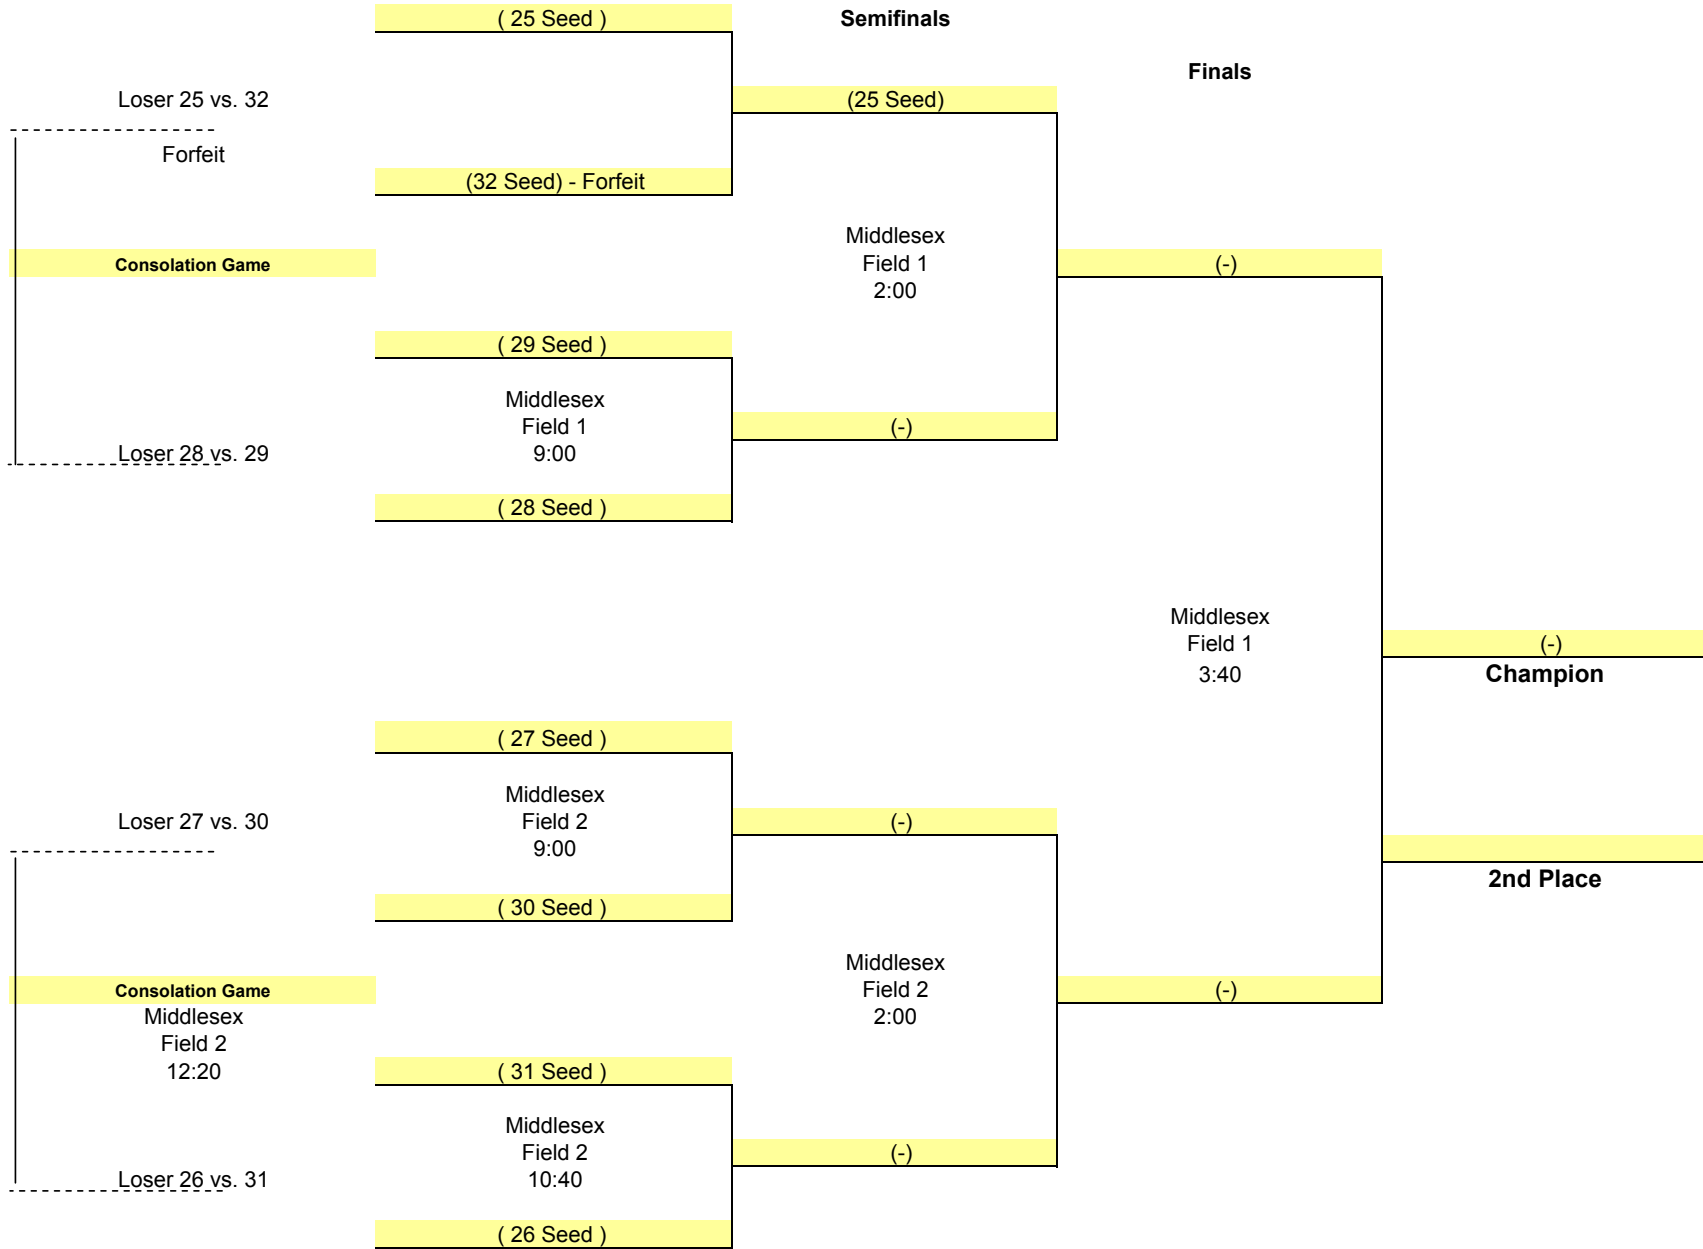 ( 25 Seed )
Semifinals
Finals
Loser 25 vs. 32
(25 Seed)
Forfeit
(32 Seed) - Forfeit
Middlesex
Field 1
2:00
Consolation Game
(-)
( 29 Seed )
Middlesex
Field 1
9:00
(-)
Loser 28 vs. 29
( 28 Seed )
Middlesex
Field 1
3:40
(-)
Champion
( 27 Seed )
Middlesex
Field 2
9:00
Loser 27 vs. 30
(-)
2nd Place
( 30 Seed )
Middlesex
Field 2
2:00
Consolation Game
(-)
Middlesex
Field 2
12:20
( 31 Seed )
Middlesex
Field 2
10:40
(-)
Loser 26 vs. 31
( 26 Seed )